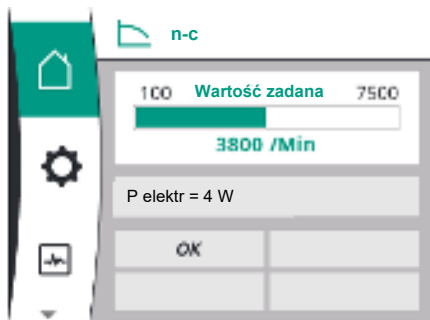 n-c
100 Wartość zadana 7500
3800 /Min
P elektr = 4 W
OK